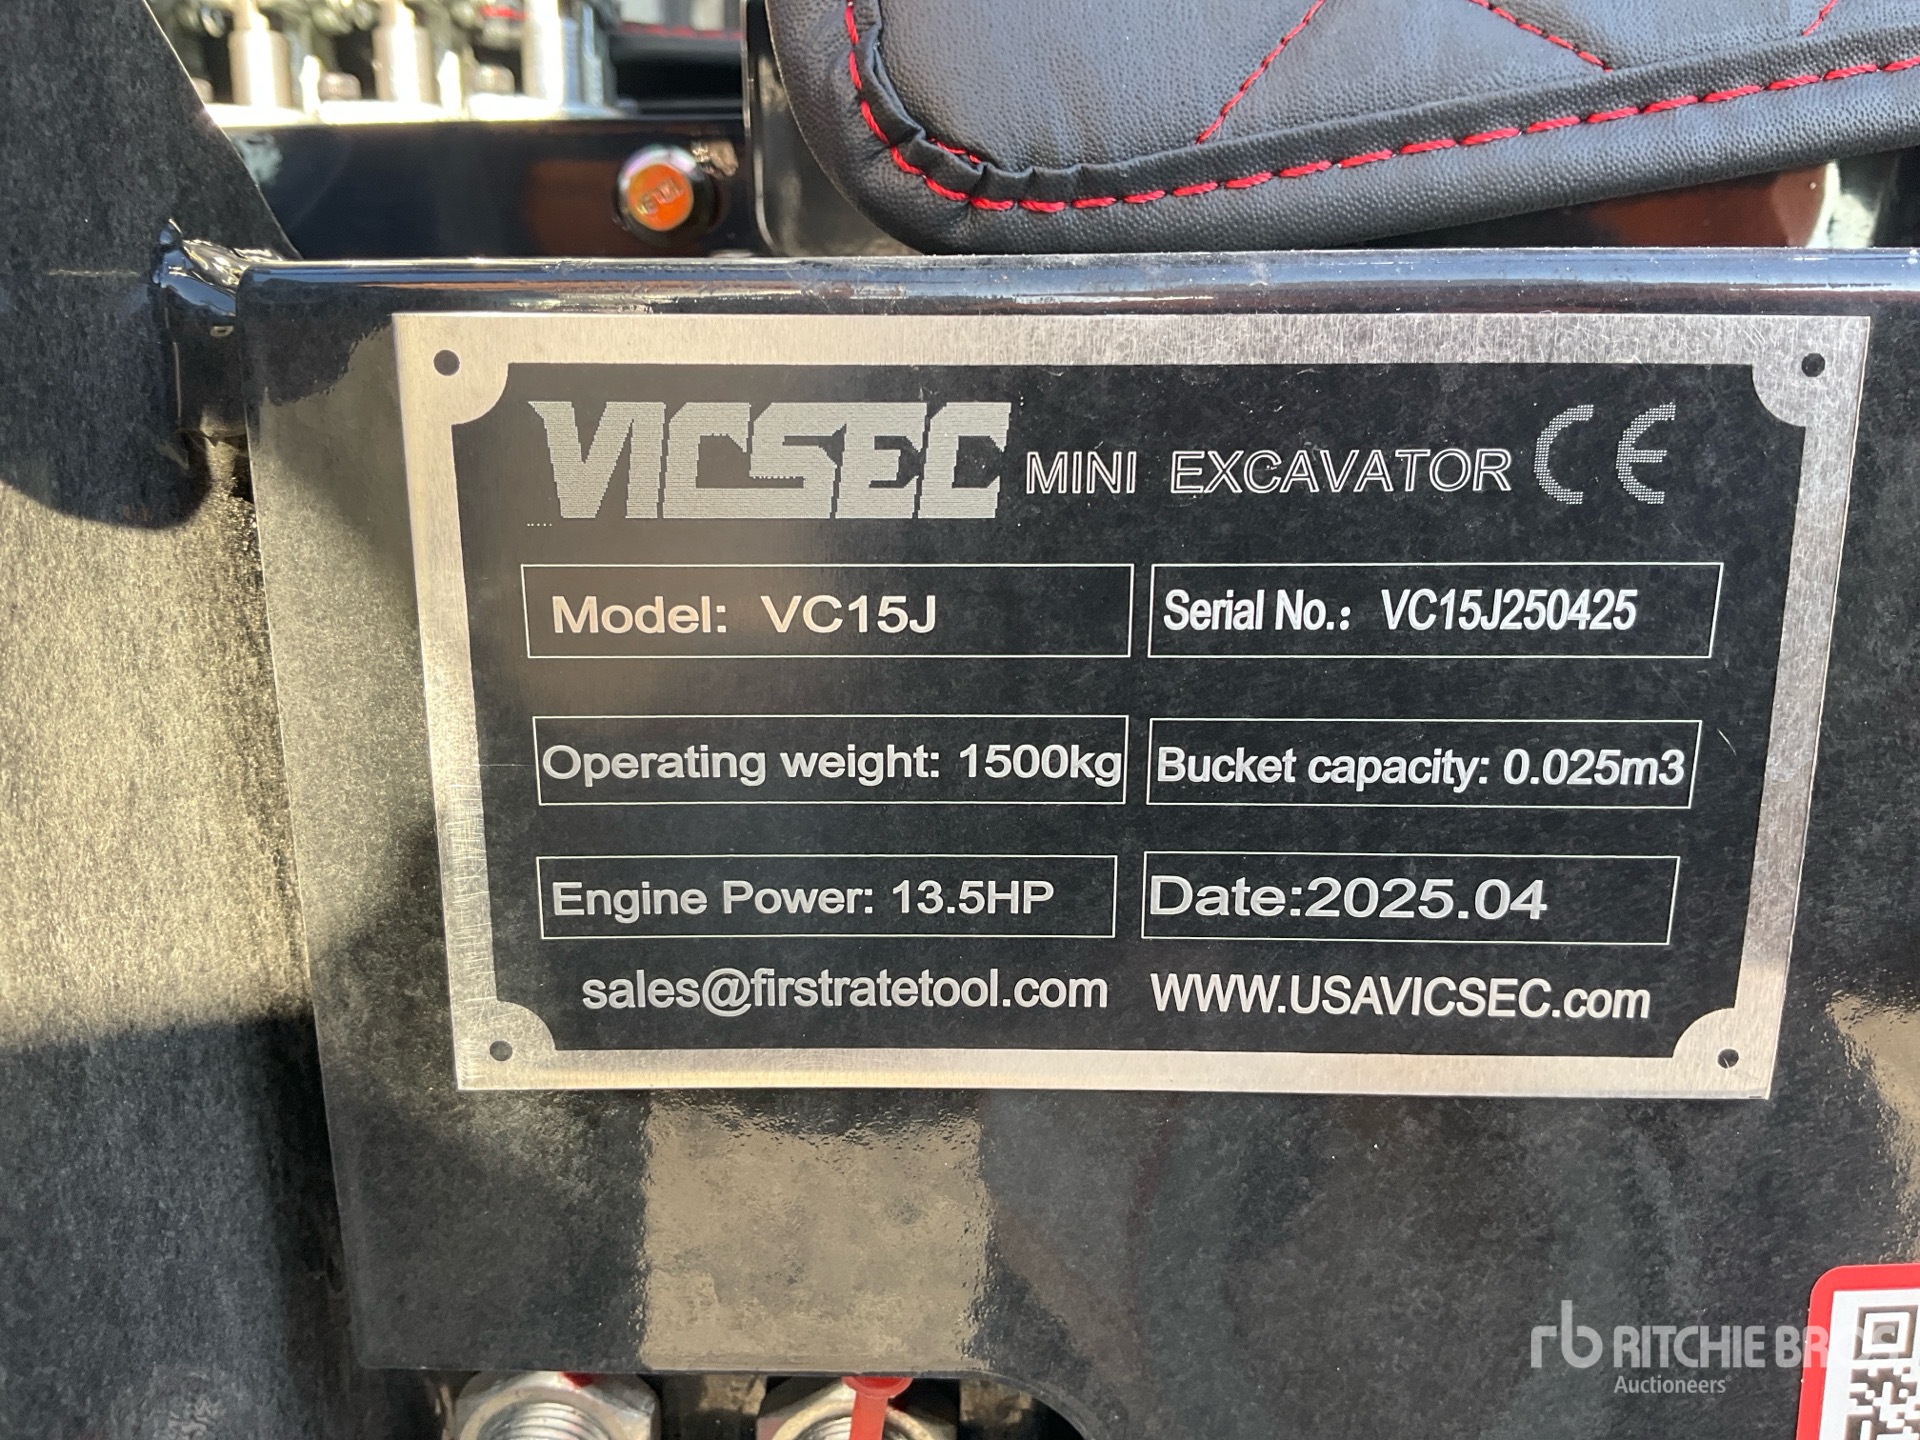 VICSEC MINI EXCAVATOR CE
Model: VC15J
Serial No.: VC15J250425
Operating weight: 1500kg
Bucket capacity: 0.025m3
Engine Power: 13.5HP
Date:2025.04
sales@firstratetool.com
WWW.USAVICSEC.com
rb RITCHIE BROS
Auctioneers